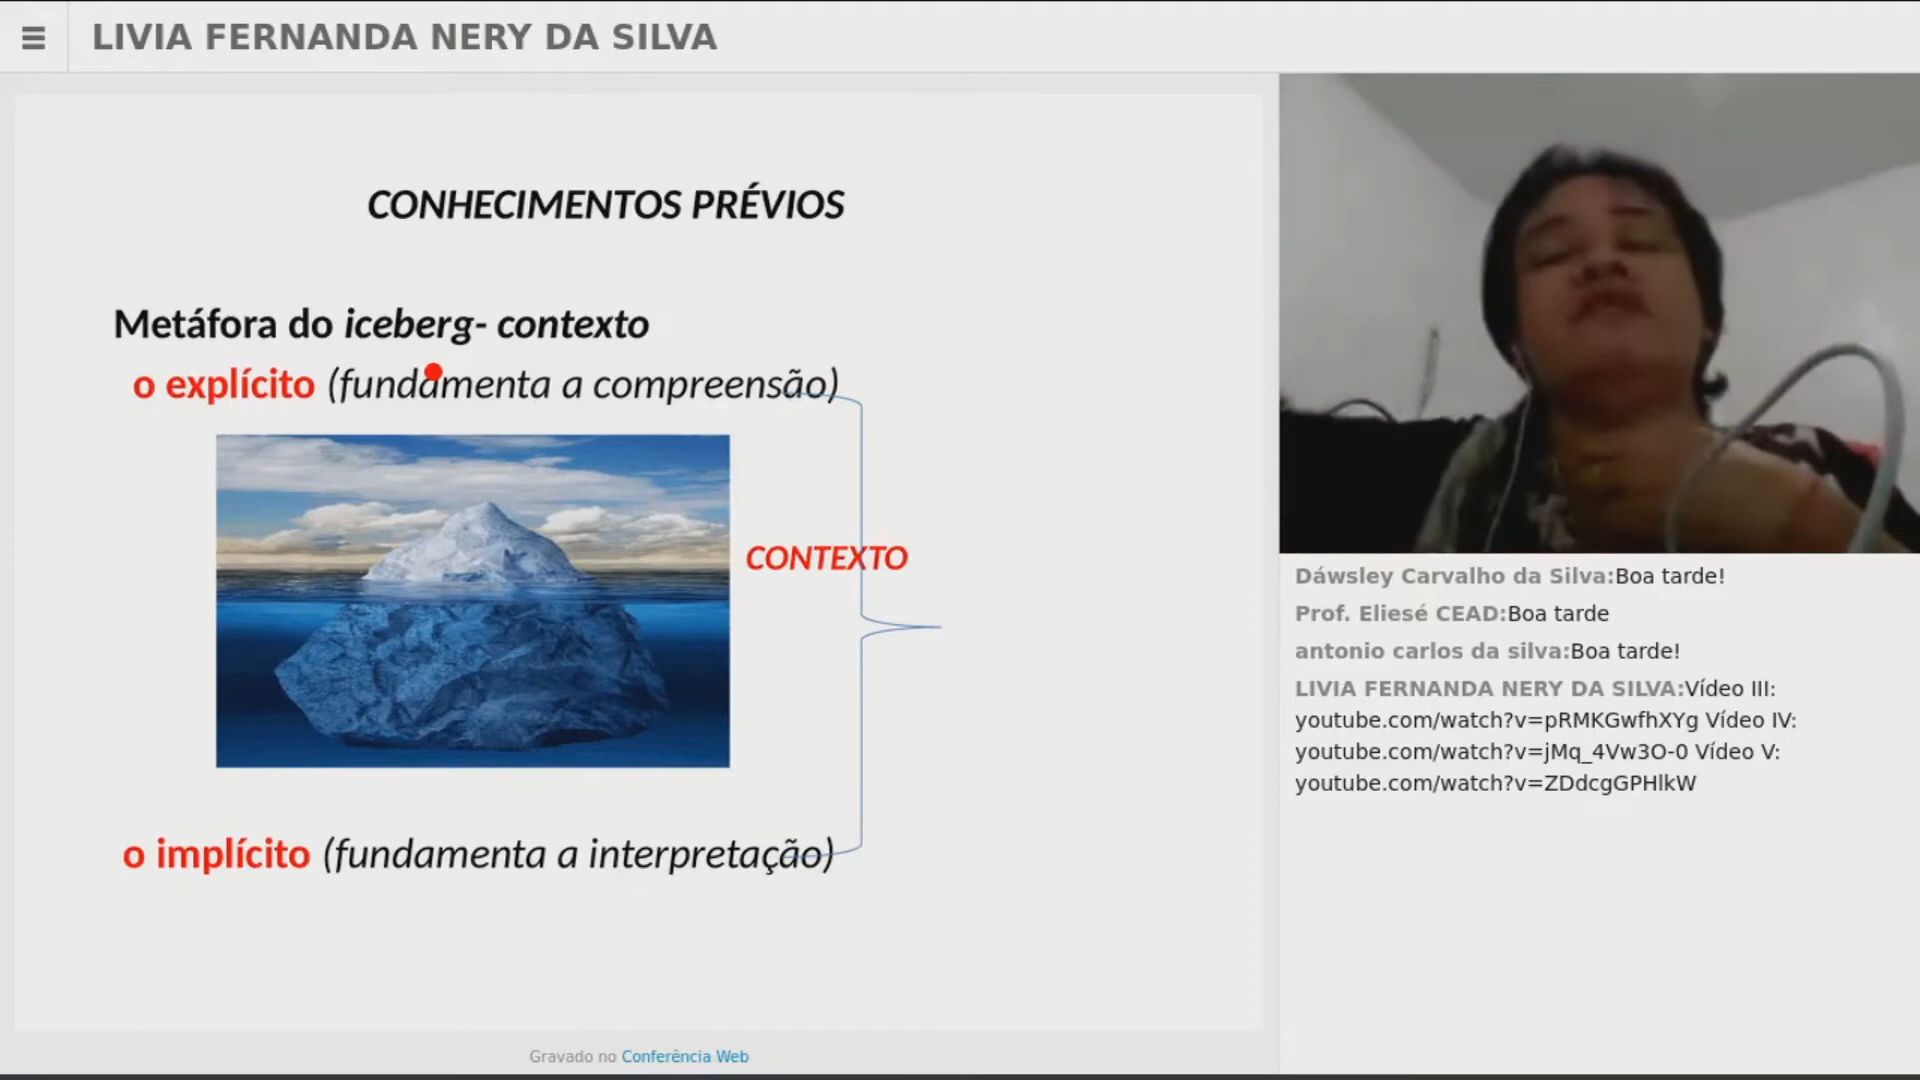 LIVIA FERNANDA NERY DA SILVA
CONHECIMENTOS PRÉVIOS
Metáfora do iceberg- contexto
o explícito (fundamenta a compreensão)
CONTEXTO
o implícito (fundamenta a interpretação)
Gravado no Conferência Web
Dáwsley Carvalho da Silva:Boa tarde!
Prof. Eliesé CEAD:Boa tarde
antonio carlos da silva:Boa tarde!
LIVIA FERNANDA NERY DA SILVA:Vídeo III:
youtube.com/watch?v=pRMKGwfhXYg Vídeo IV:
youtube.com/watch?v=jMq_4Vw3O-0 Vídeo V:
youtube.com/watch?v=ZDdcgGPHlkW